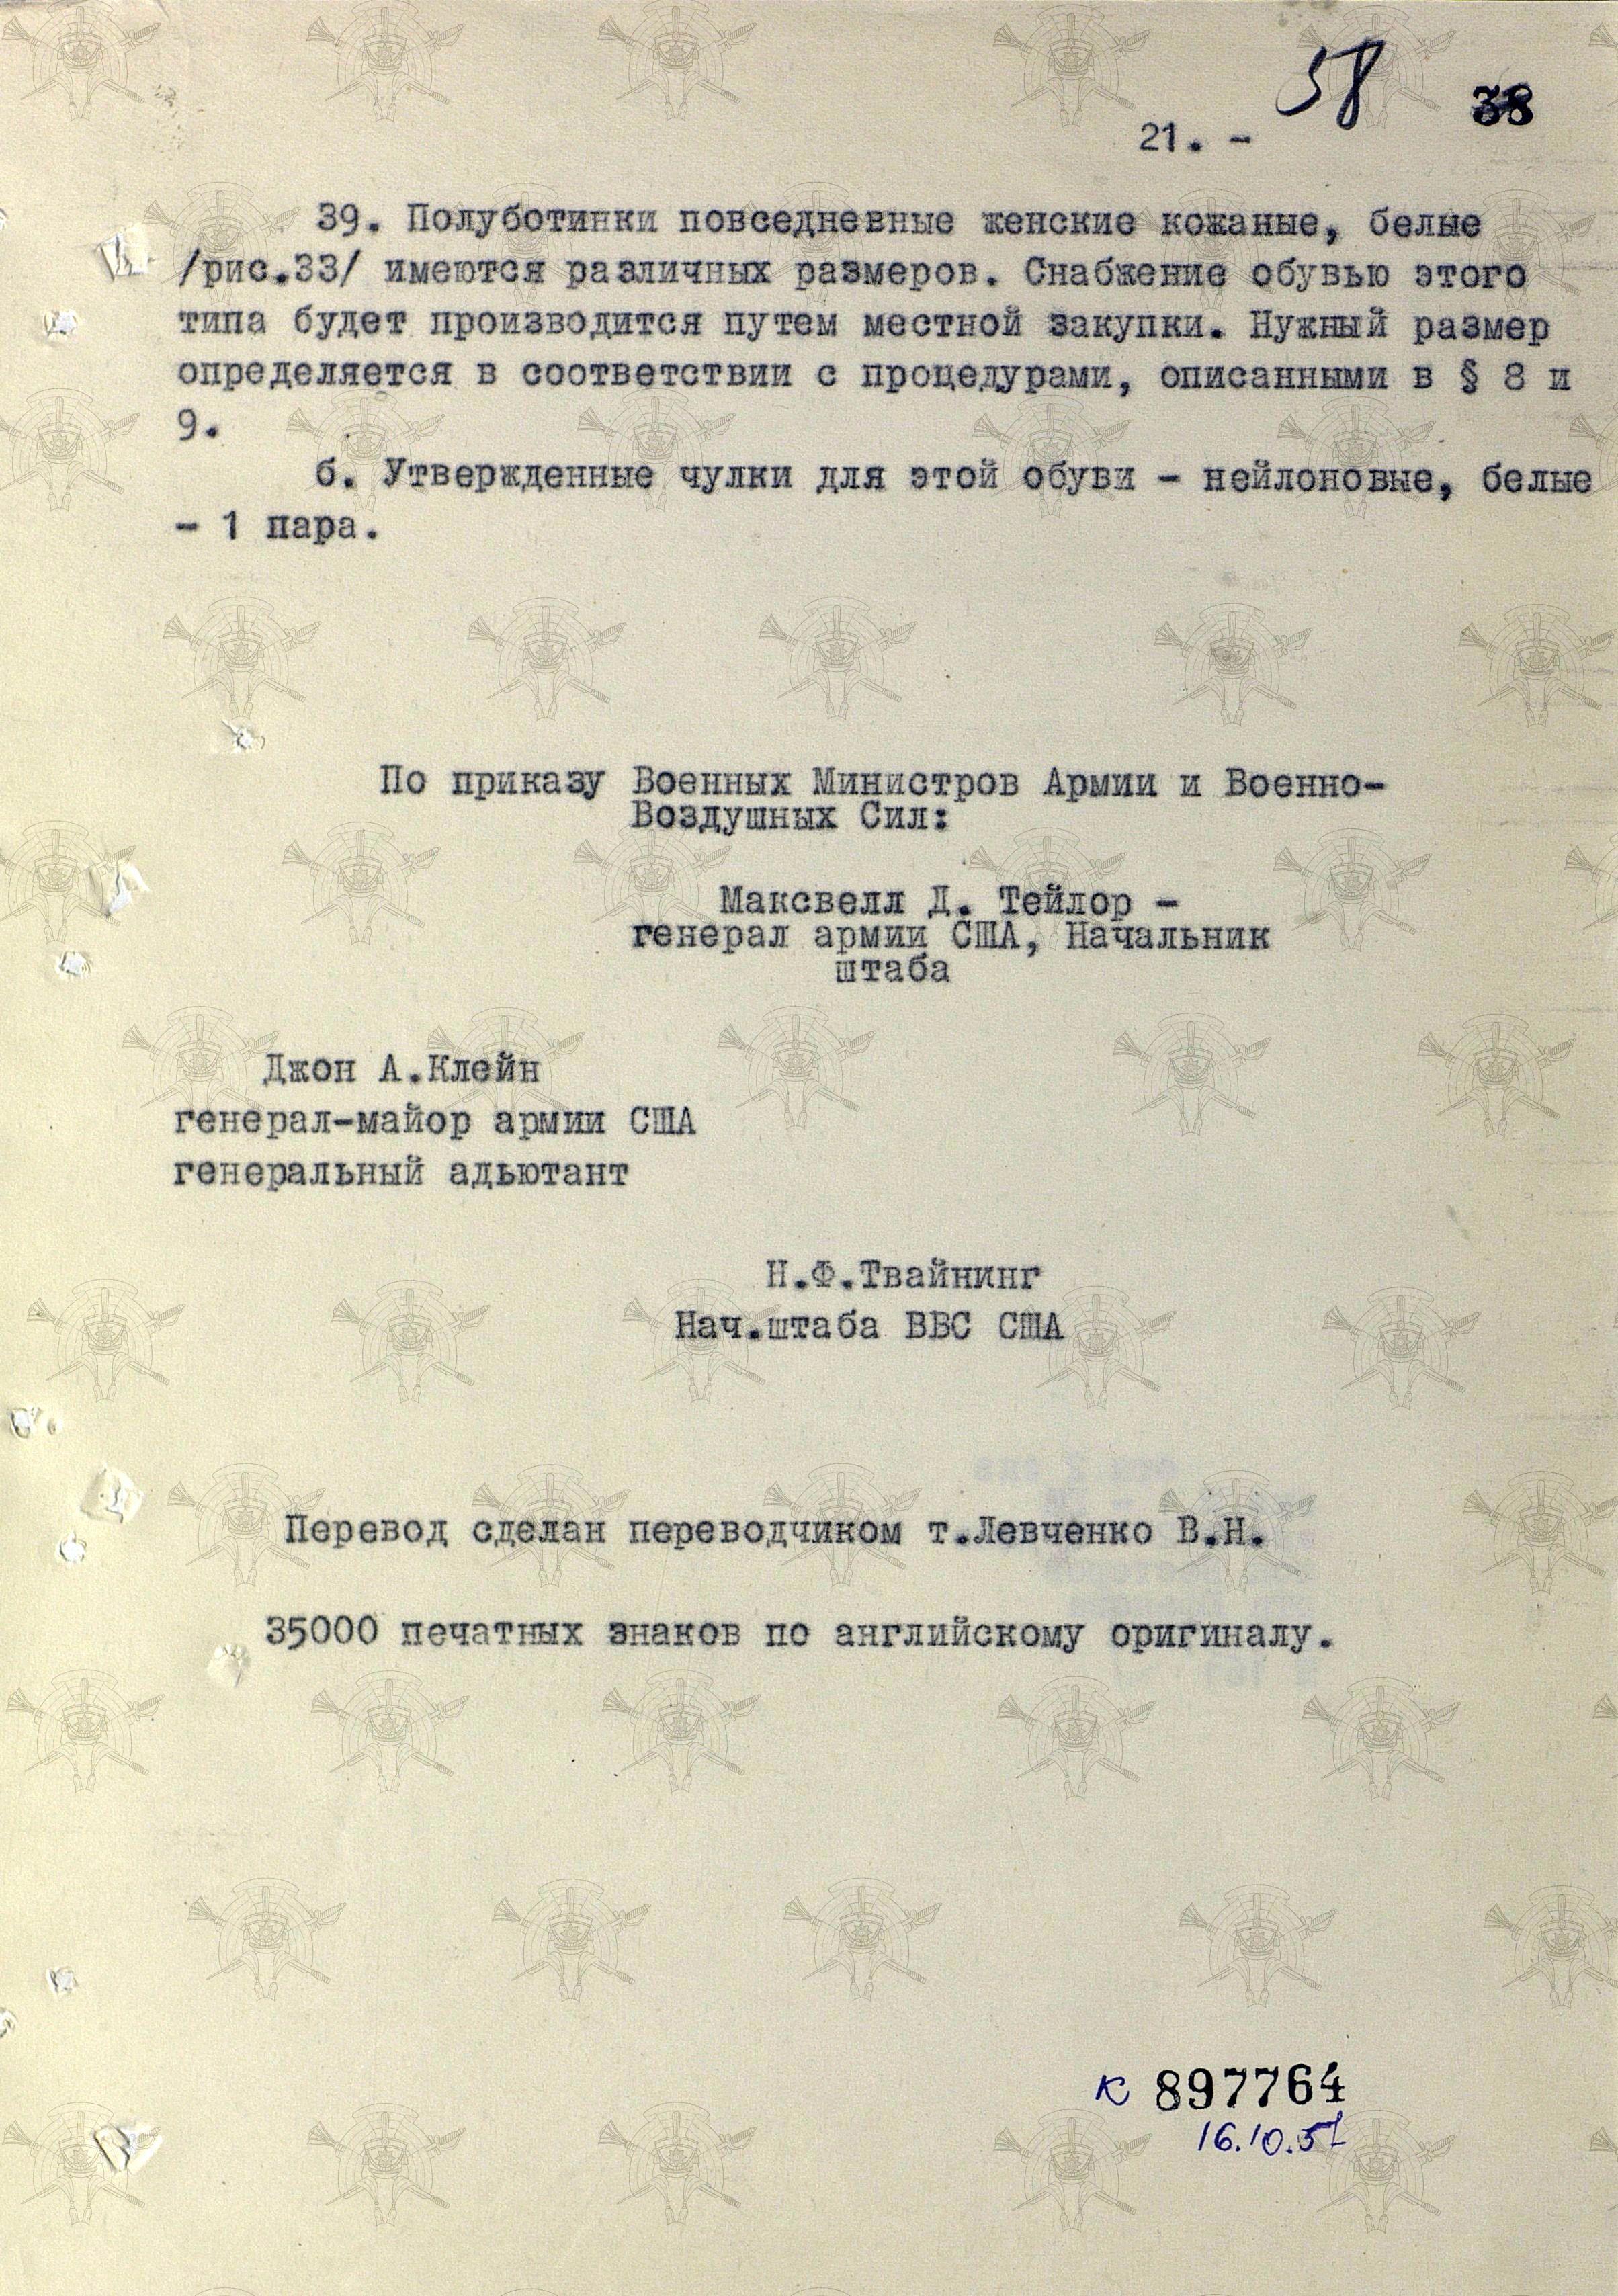 58
38
21. -
39. Полуботинки повседневные женские кожаные, белые
/рис.33/ имеются различных размеров. Снабжение обувью этого
типа будет производится путем местной закупки. Нужный размер
определяется в соответствии с процедурами, описанными в § 8 и
9.
б. Утвержденные чулки для этой обуви - нейлоновые, белые
- 1 пара.
По приказу Военных Министров Армии и Военно-
Воздушных Сил:
Максвелл Д. Тейлор -
генерал армии США, Начальник
штаба
Джон А.Клейн
генерал-майор армии США
генеральный адьютант
Н.Ф.Твайнинг
Нач.штаба ВВС США
Перевод сделан переводчиком т.Левченко В.Н.
35000 печатных знаков по английскому оригиналу.
к 897764
16.10.57